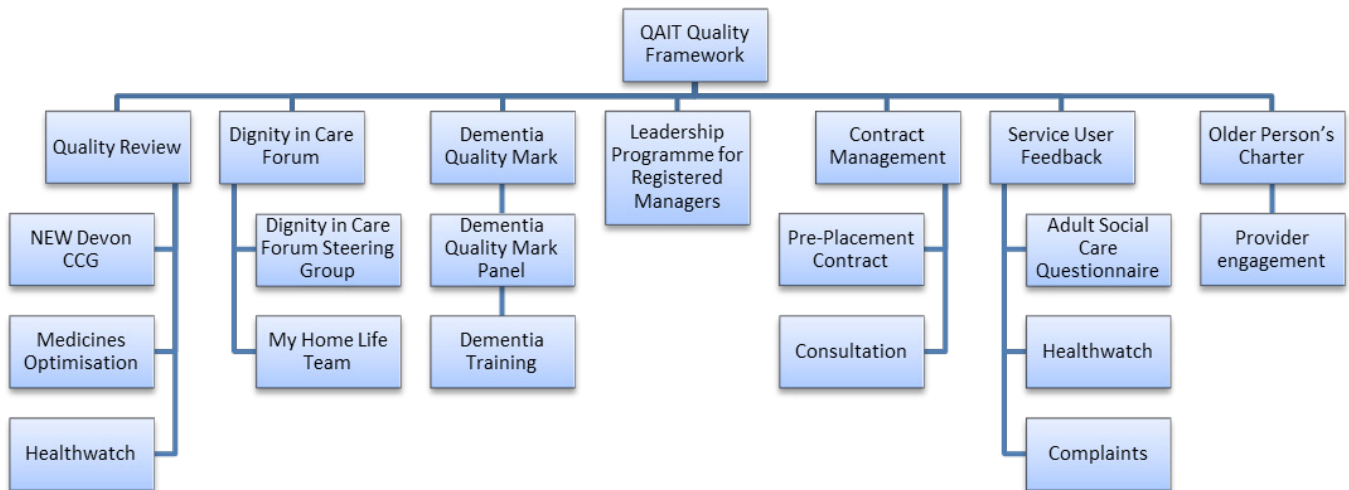 QAIT Quality
Framework
Quality Review
Dignity in Care
Forum
Dementia
Quality Mark
Leadership
Programme for
Registered
Managers
Contract
Management
Service User
Feedback
Older Person's
Charter
NEW Devon
CCG
Dignity in Care
Forum Steering
Group
Dementia
Quality Mark
Panel
Pre-Placement
Contract
Adult Social
Care
Questionnaire
Provider
engagement
Medicines
Optimisation
My Home Life
Team
Dementia
Training
Consultation
Healthwatch
Healthwatch
Complaints